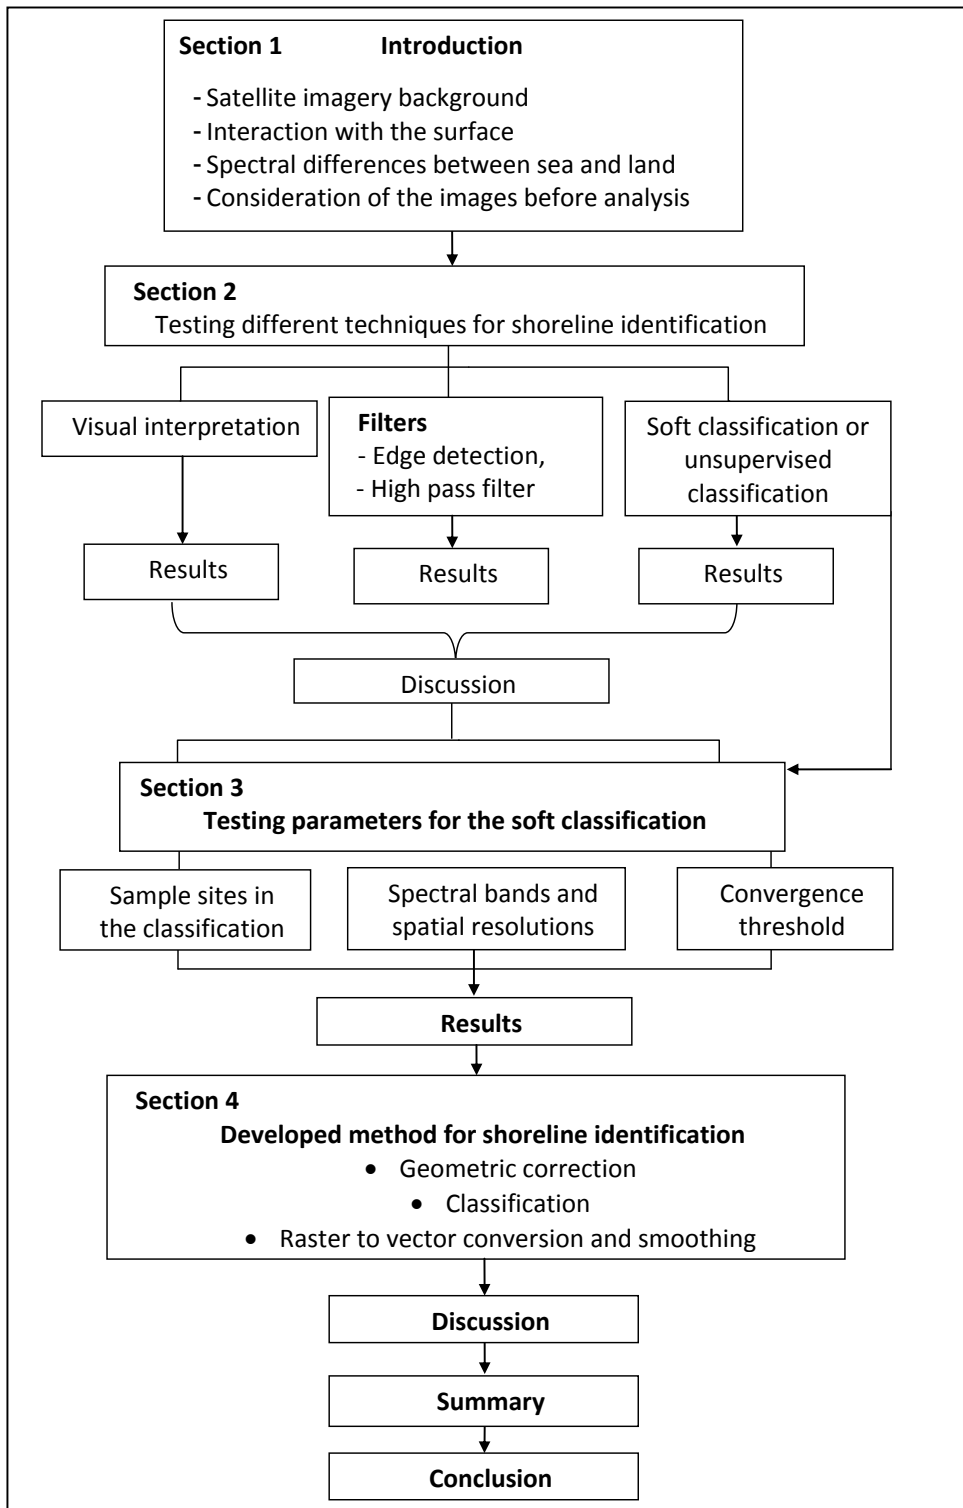 Section 1 Introduction
- Satellite imagery background
- Interaction with the surface
- Spectral differences between sea and land
- Consideration of the images before analysis
Section 2
Testing different techniques for shoreline identification
Visual interpretation
Filters
- Edge detection,
- High pass filter
Soft classification or
unsupervised
classification
Results
Results
Results
Discussion
Section 3
Testing parameters for the soft classification
Sample sites in
the classification
Spectral bands and
spatial resolutions
Convergence
threshold
Results
Section 4
Developed method for shoreline identification
• Geometric correction
• Classification
• Raster to vector conversion and smoothing
Discussion
Summary
Conclusion